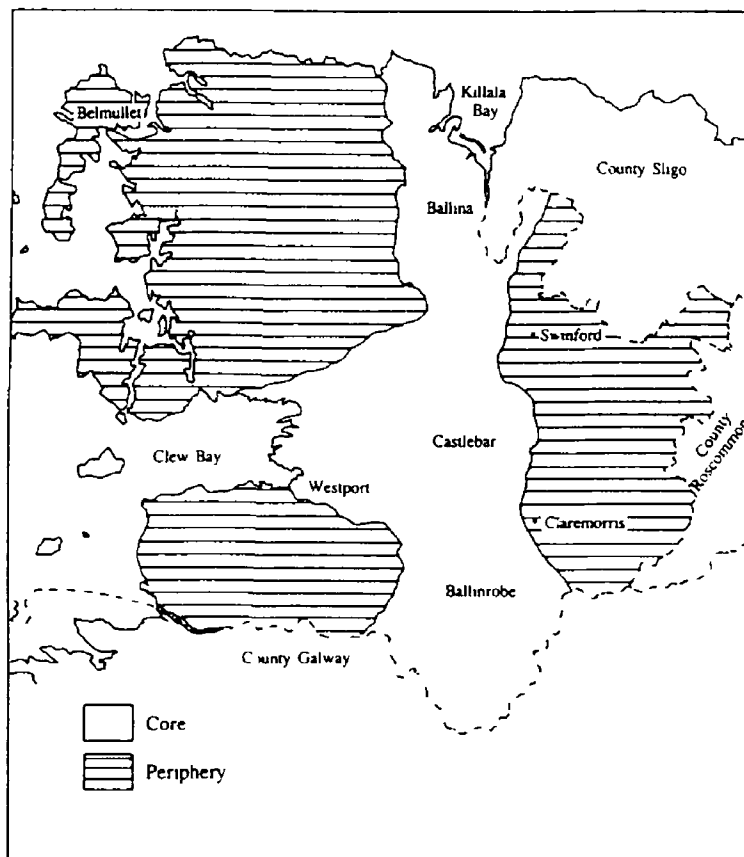 Killala
Bay
Belmullet
County Sligo
Ballina
Swinford
County
Roscommon
Castlebar
Clew Bay
Westport
Claremorris
Ballinrobe
County Galway
Core
Periphery